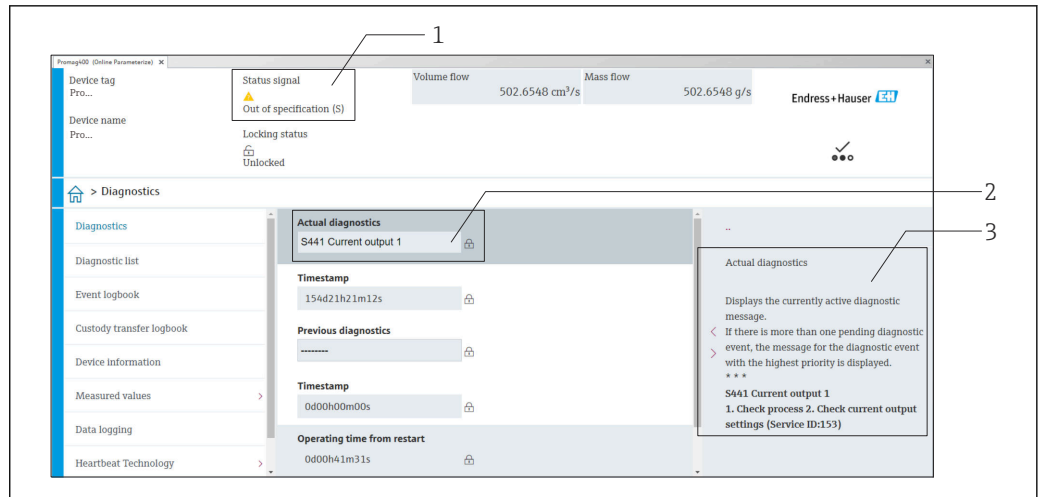 1
Promag400 (Online Parameterize) X
x
Device tag
Pro...
Device name
Pro...
Status signal
Out of specification (S)
Locking status
Unlocked
Volume flow
502.6548 cm³/s
Mass flow
502.6548 g/s
Endress+Hauser EH
> Diagnostics
2
3
Diagnostics
Diagnostic list
Event logbook
Custody transfer logbook
Device information
Measured values >
Data logging
Heartbeat Technology >
Actual diagnostics
S441 Current output 1
Timestamp
154d21h21m12s
Previous diagnostics
--------
Timestamp
0d00h00m00s
Operating time from restart
0d00h41m31s
..
Actual diagnostics
Displays the currently active diagnostic
message.
If there is more than one pending diagnostic
event, the message for the diagnostic event
with the highest priority is displayed.
* * *
S441 Current output 1
1. Check process 2. Check current output
settings (Service ID:153)